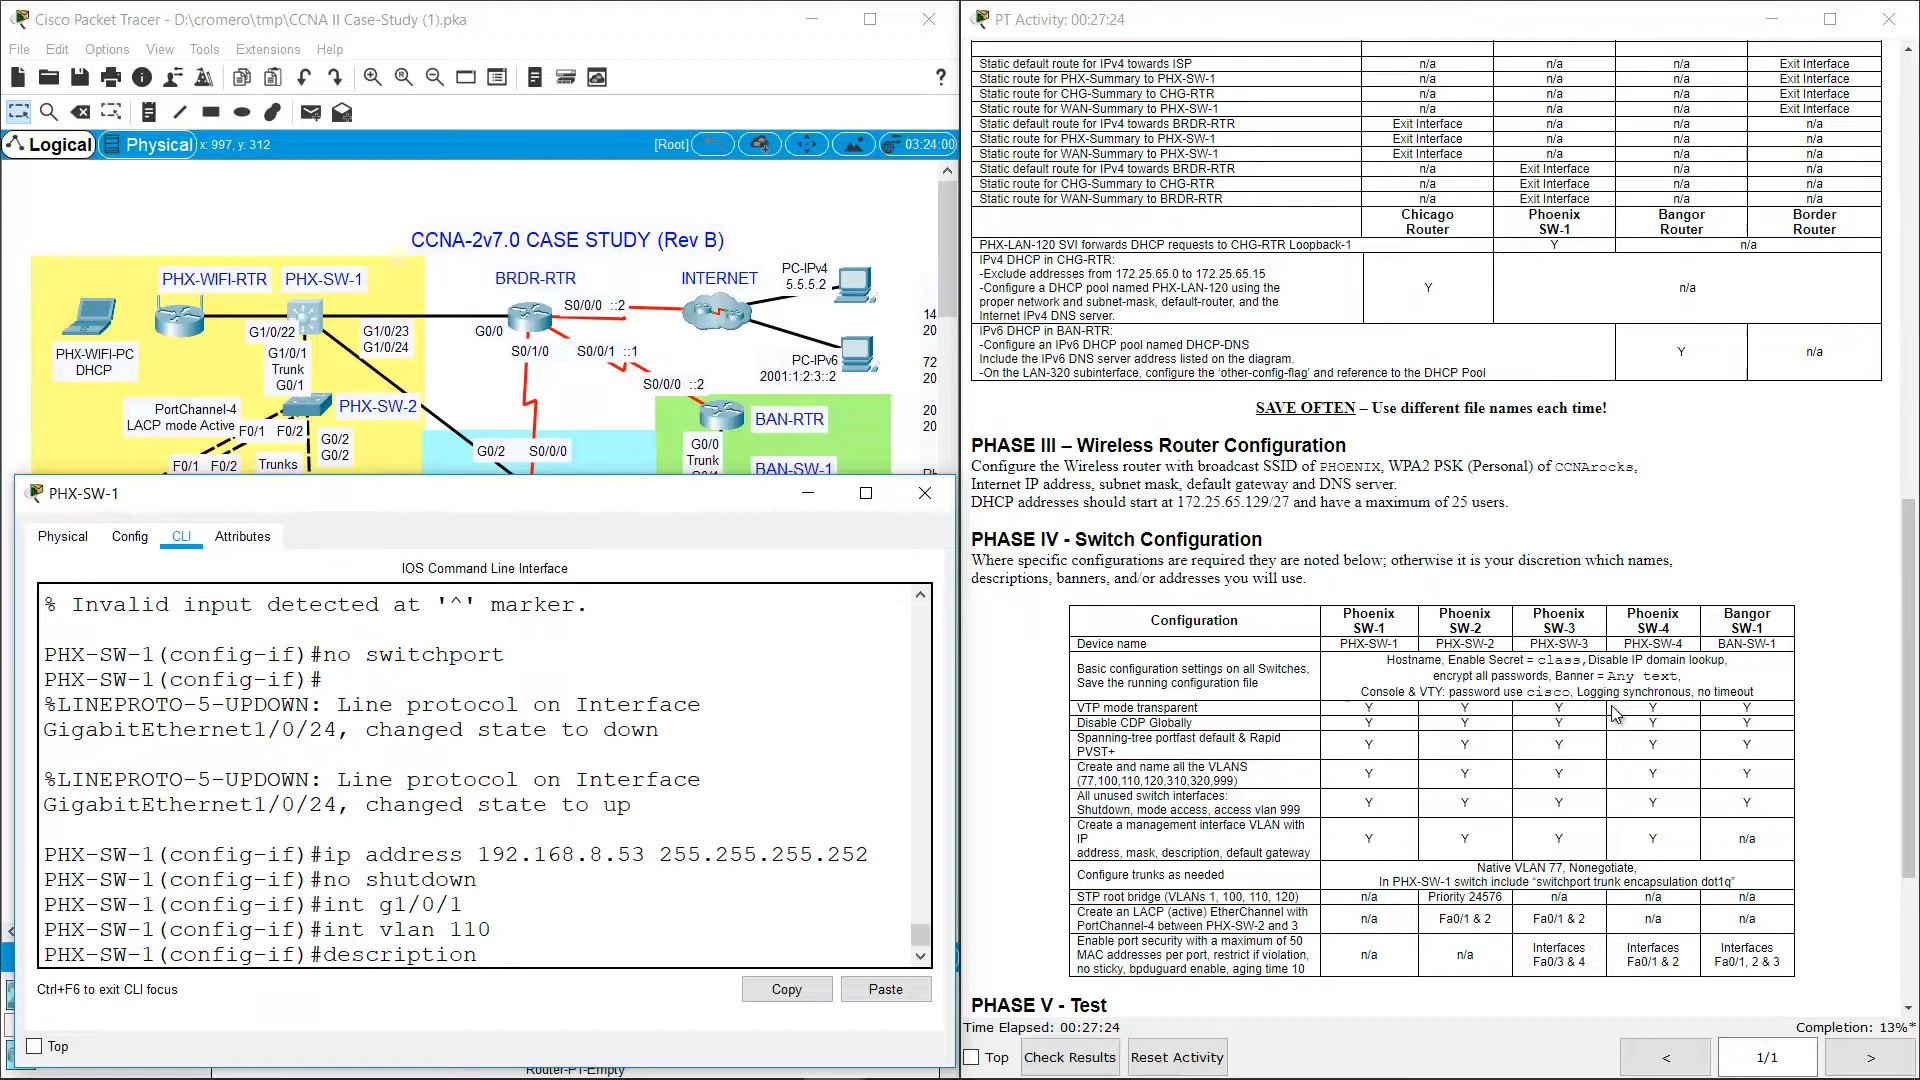 Cisco Packet Tracer - D:\cromero\tmp\CCNA II Case-Study (1).pka
File Edit Options View Tools Extensions Help
?
Logical Physical x: 997, y: 312 [Root] 03:24:00
CCNA-2v7.0 CASE STUDY (Rev B)
PHX-WIFI-RTR PHX-SW-1 BRDR-RTR INTERNET PC-IPv4
5.5.5.2
S0/0/0 ::2
G1/0/22 G1/0/23
G1/0/24
G0/0
14
20
PHX-WIFI-PC
DHCP
G1/0/1
Trunk
G0/1
S0/1/0 S0/0/1 ::1
PC-IPv6
2001:1:2:3::2
72
20
S0/0/0 ::2
PortChannel-4
LACP mode Active
PHX-SW-2
BAN-RTR
20
20
F0/1 F0/2 G0/2
G0/2
G0/2 S0/0/0
G0/0
Trunk
F0/1 F0/2 Trunks
BAN-SW-1
PHX-SW-1
Physical Config CLI Attributes
IOS Command Line Interface
% Invalid input detected at '^' marker.
PHX-SW-1(config-if)#no switchport
PHX-SW-1(config-if)#
%LINEPROTO-5-UPDOWN: Line protocol on Interface
GigabitEthernet1/0/24, changed state to down
%LINEPROTO-5-UPDOWN: Line protocol on Interface
GigabitEthernet1/0/24, changed state to up
PHX-SW-1(config-if)#ip address 192.168.8.53 255.255.255.252
PHX-SW-1(config-if)#no shutdown
PHX-SW-1(config-if)#int g1/0/1
PHX-SW-1(config-if)#int vlan 110
PHX-SW-1(config-if)#description
Ctrl+F6 to exit CLI focus Copy Paste
Top
Router-PT-Empty
PT Activity: 00:27:24
Static default route for IPv4 towards ISP n/a n/a n/a Exit Interface
Static route for PHX-Summary to PHX-SW-1 n/a n/a n/a Exit Interface
Static route for CHG-Summary to CHG-RTR n/a n/a n/a Exit Interface
Static route for WAN-Summary to PHX-SW-1 n/a n/a n/a Exit Interface
Static default route for IPv4 towards BRDR-RTR Exit Interface n/a n/a n/a
Static route for PHX-Summary to PHX-SW-1 Exit Interface n/a n/a n/a
Static route for WAN-Summary to PHX-SW-1 Exit Interface n/a n/a n/a
Static default route for IPv4 towards BRDR-RTR n/a Exit Interface n/a n/a
Static route for CHG-Summary to CHG-RTR n/a Exit Interface n/a n/a
Static route for WAN-Summary to BRDR-RTR n/a Exit Interface n/a n/a
Chicago Phoenix Bangor Border
Router SW-1 Router Router
PHX-LAN-120 SVI forwards DHCP requests to CHG-RTR Loopback-1 Y n/a
IPv4 DHCP in CHG-RTR:
-Exclude addresses from 172.25.65.0 to 172.25.65.15
-Configure a DHCP pool named PHX-LAN-120 using the Y n/a
proper network and subnet-mask, default-router, and the
Internet IPv4 DNS server.
IPv6 DHCP in BAN-RTR:
-Configure an IPv6 DHCP pool named DHCP-DNS Y n/a
Include the IPv6 DNS server address listed on the diagram.
-On the LAN-320 subinterface, configure the 'other-config-flag' and reference to the DHCP Pool
SAVE OFTEN – Use different file names each time!
PHASE III – Wireless Router Configuration
Configure the Wireless router with broadcast SSID of PHOENIX, WPA2 PSK (Personal) of CCNArocks,
Internet IP address, subnet mask, default gateway and DNS server.
DHCP addresses should start at 172.25.65.129/27 and have a maximum of 25 users.
PHASE IV - Switch Configuration
Where specific configurations are required they are noted below; otherwise it is your discretion which names,
descriptions, banners, and/or addresses you will use.
Configuration Phoenix SW-1 Phoenix SW-2 Phoenix SW-3 Phoenix SW-4 Bangor SW-1
Device name PHX-SW-1 PHX-SW-2 PHX-SW-3 PHX-SW-4 BAN-SW-1
Basic configuration settings on all Switches,
Save the running configuration file
Hostname, Enable Secret = class, Disable IP domain lookup,
encrypt all passwords, Banner = Any text,
Console & VTY: password use cisco, Logging synchronous, no timeout
VTP mode transparent Y Y Y Y Y
Disable CDP Globally Y Y Y Y Y
Spanning-tree portfast default & Rapid
PVST+ Y Y Y Y Y
Create and name all the VLANS
(77,100,110,120,310,320,999) Y Y Y Y Y
All unused switch interfaces:
Shutdown, mode access, access vlan 999 Y Y Y Y Y
Create a management interface VLAN with
IP
address, mask, description, default gateway Y Y Y Y n/a
Configure trunks as needed
Native VLAN 77, Nonegotiate,
In PHX-SW-1 switch include “switchport trunk encapsulation dot1q”
STP root bridge (VLANs 1, 100, 110, 120) n/a Priority 24576 n/a n/a n/a
Create an LACP (active) EtherChannel with
PortChannel-4 between PHX-SW-2 and 3 n/a Fa0/1 & 2 Fa0/1 & 2 n/a n/a
Enable port security with a maximum of 50
MAC addresses per port, restrict if violation,
no sticky, bpduguard enable, aging time 10
n/a n/a Interfaces Fa0/3 & 4 Interfaces Fa0/1 & 2 Interfaces Fa0/1, 2 & 3
PHASE V - Test
Time Elapsed: 00:27:24 Completion: 13%*
Top Check Results Reset Activity < 1/1 >